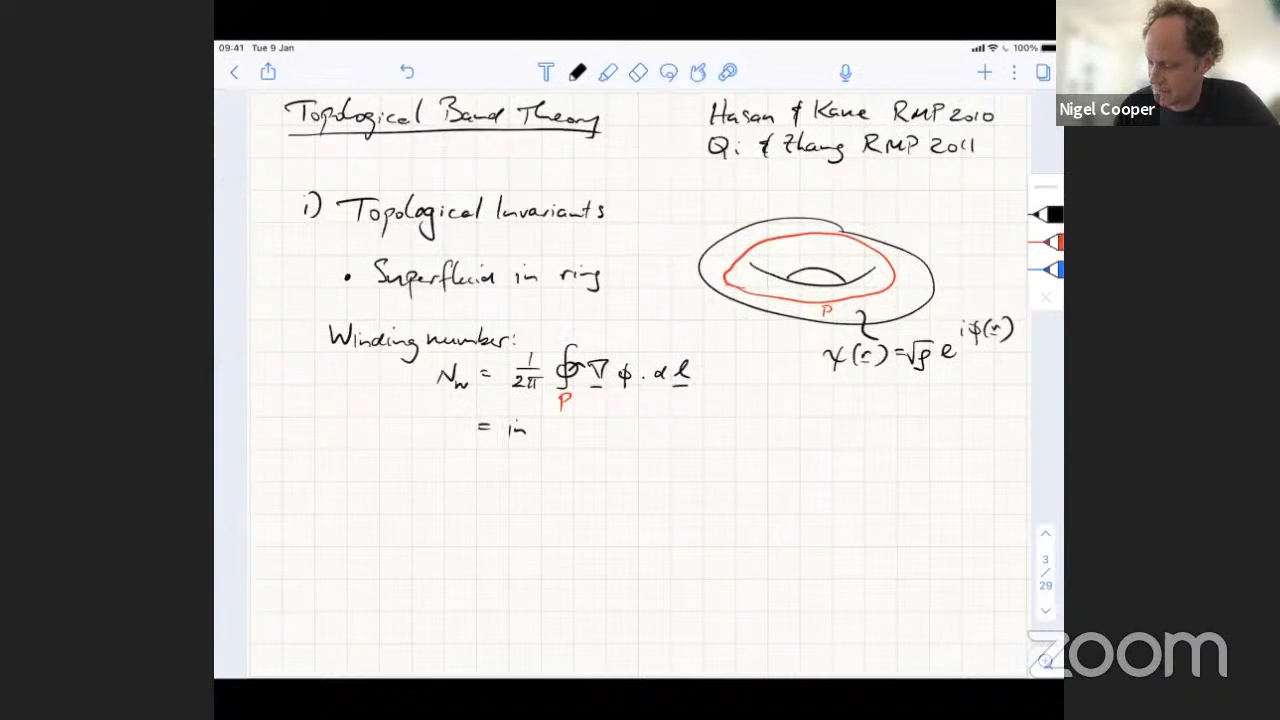 09:41 Tue 9 Jan
100%
Nigel Cooper
Topological Band Theory
Hasan & Kane RMP 2010
Qi & Zhang RMP 2011
i) Topological Invariants
• Superfluid in ring
P
Winding number:
ψ(r) = √ρ e^{iφ(r)}
N_w = 1/2π ∮_P ∇φ · dl
= in
3
/
29
zoom